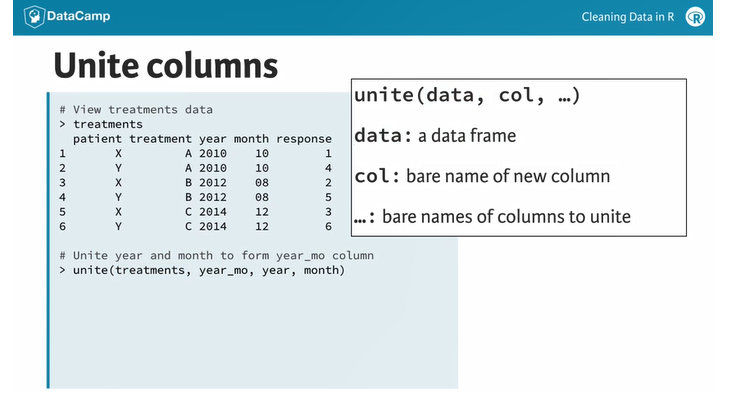 DataCamp
Cleaning Data in R
R
Unite columns
# View treatments data
> treatments
patient treatment year month response
1 X A 2010 10 1
2 Y A 2010 10 4
3 X B 2012 08 2
4 Y B 2012 08 5
5 X C 2014 12 3
6 Y C 2014 12 6
# Unite year and month to form year_mo column
> unite(treatments, year_mo, year, month)
unite(data, col, …)
data: a data frame
col: bare name of new column
…: bare names of columns to unite